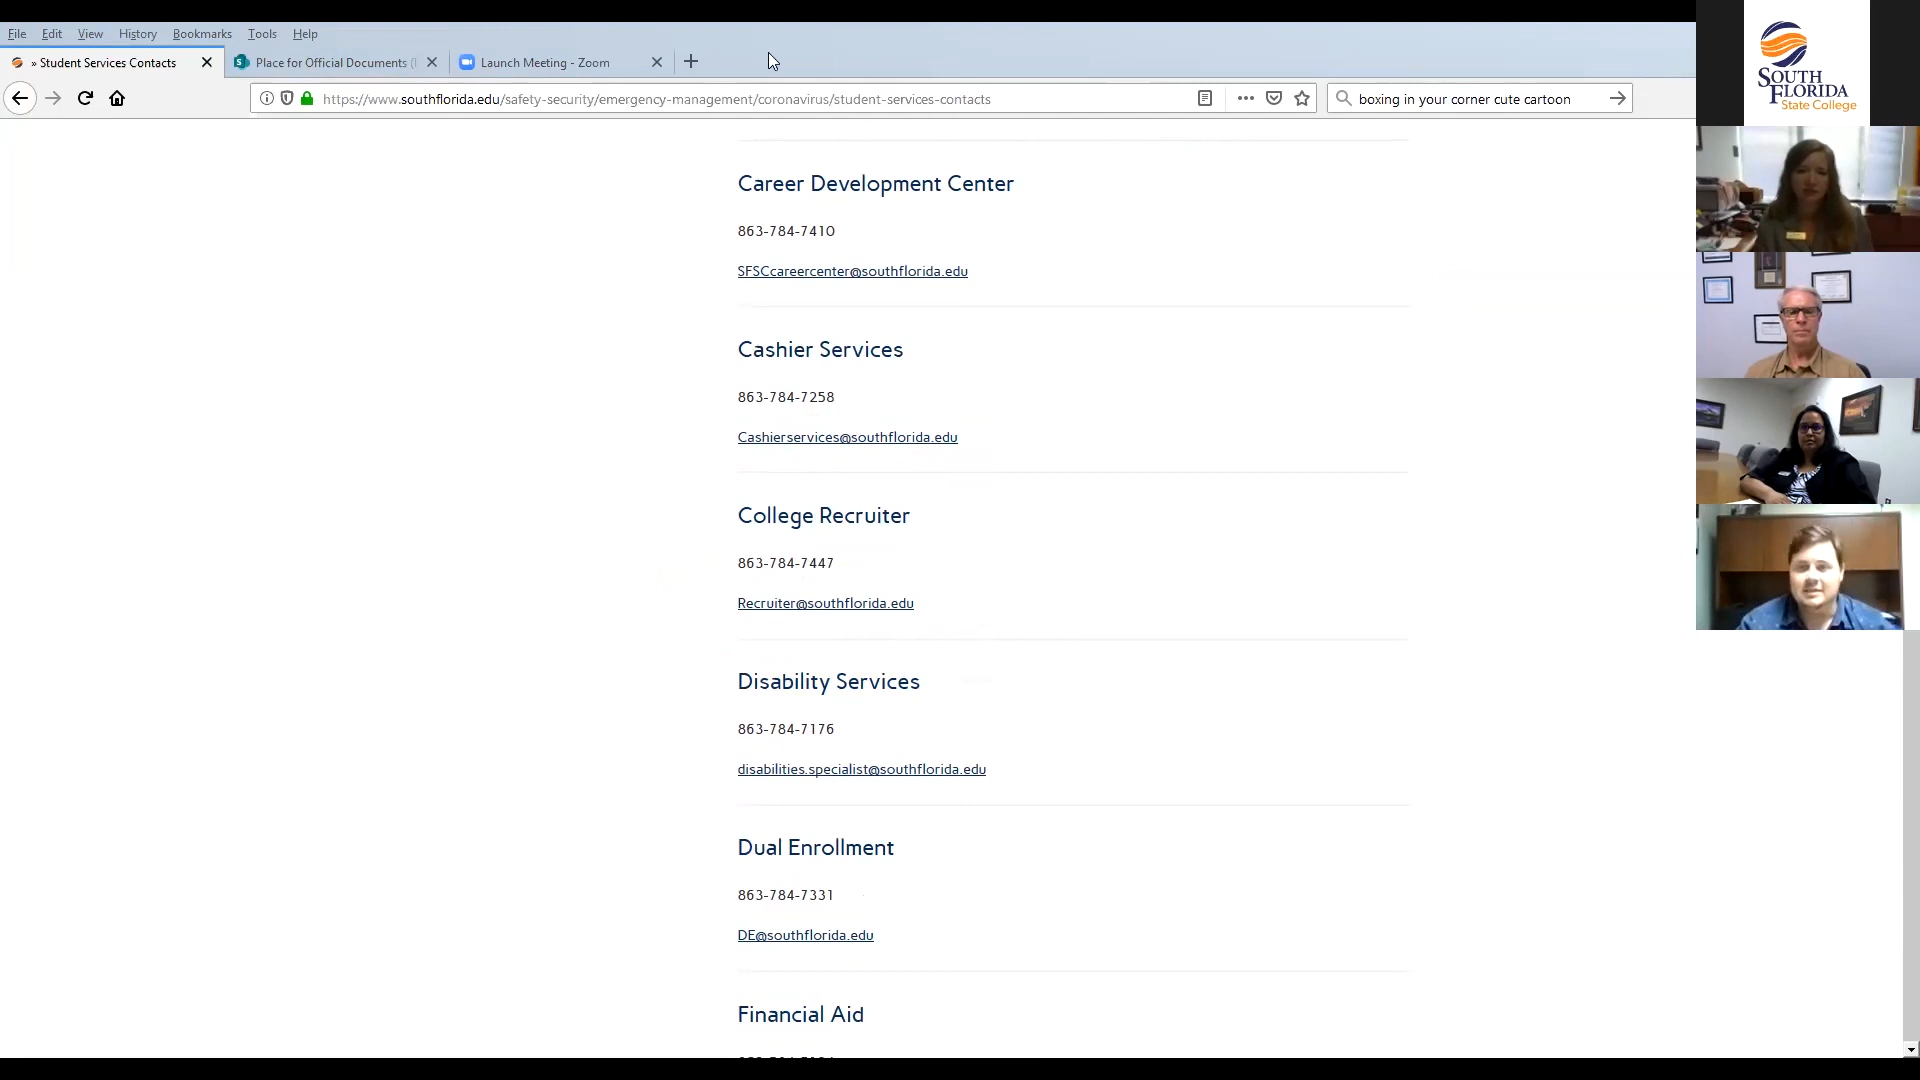 File Edit View History Bookmarks Tools Help
» Student Services Contacts
Place for Official Documents (
Launch Meeting - Zoom
https://www.southflorida.edu/safety-security/emergency-management/coronavirus/student-services-contacts
boxing in your corner cute cartoon
SOUTH
FLORIDA
State College
Career Development Center
863-784-7410
SFSCcareercenter@southflorida.edu
Cashier Services
863-784-7258
Cashierservices@southflorida.edu
College Recruiter
863-784-7447
Recruiter@southflorida.edu
Disability Services
863-784-7176
disabilities.specialist@southflorida.edu
Dual Enrollment
863-784-7331
DE@southflorida.edu
Financial Aid